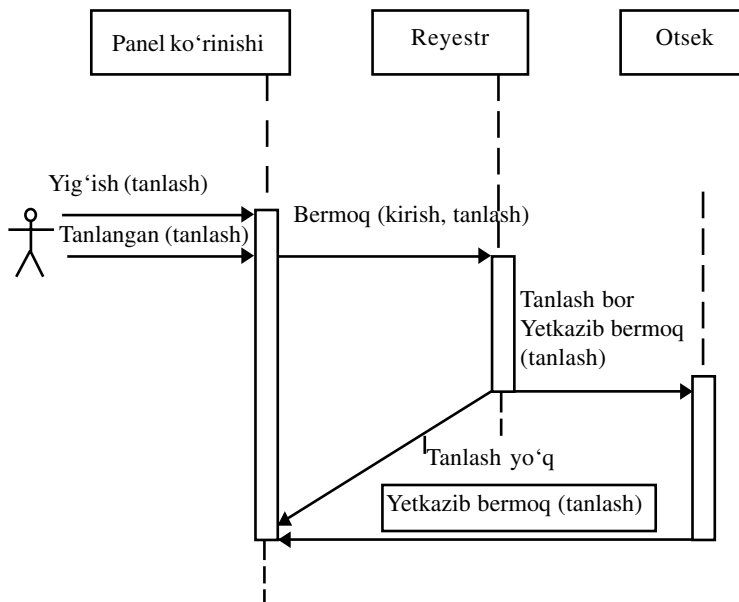 Panel ko‘rinishi
Reyestr
Otsek
Yig‘ish (tanlash)
Tanlangan (tanlash)
Bermoq (kirish, tanlash)
Tanlash bor
Yetkazib bermoq
(tanlash)
Tanlash yo‘q
Yetkazib bermoq (tanlash)